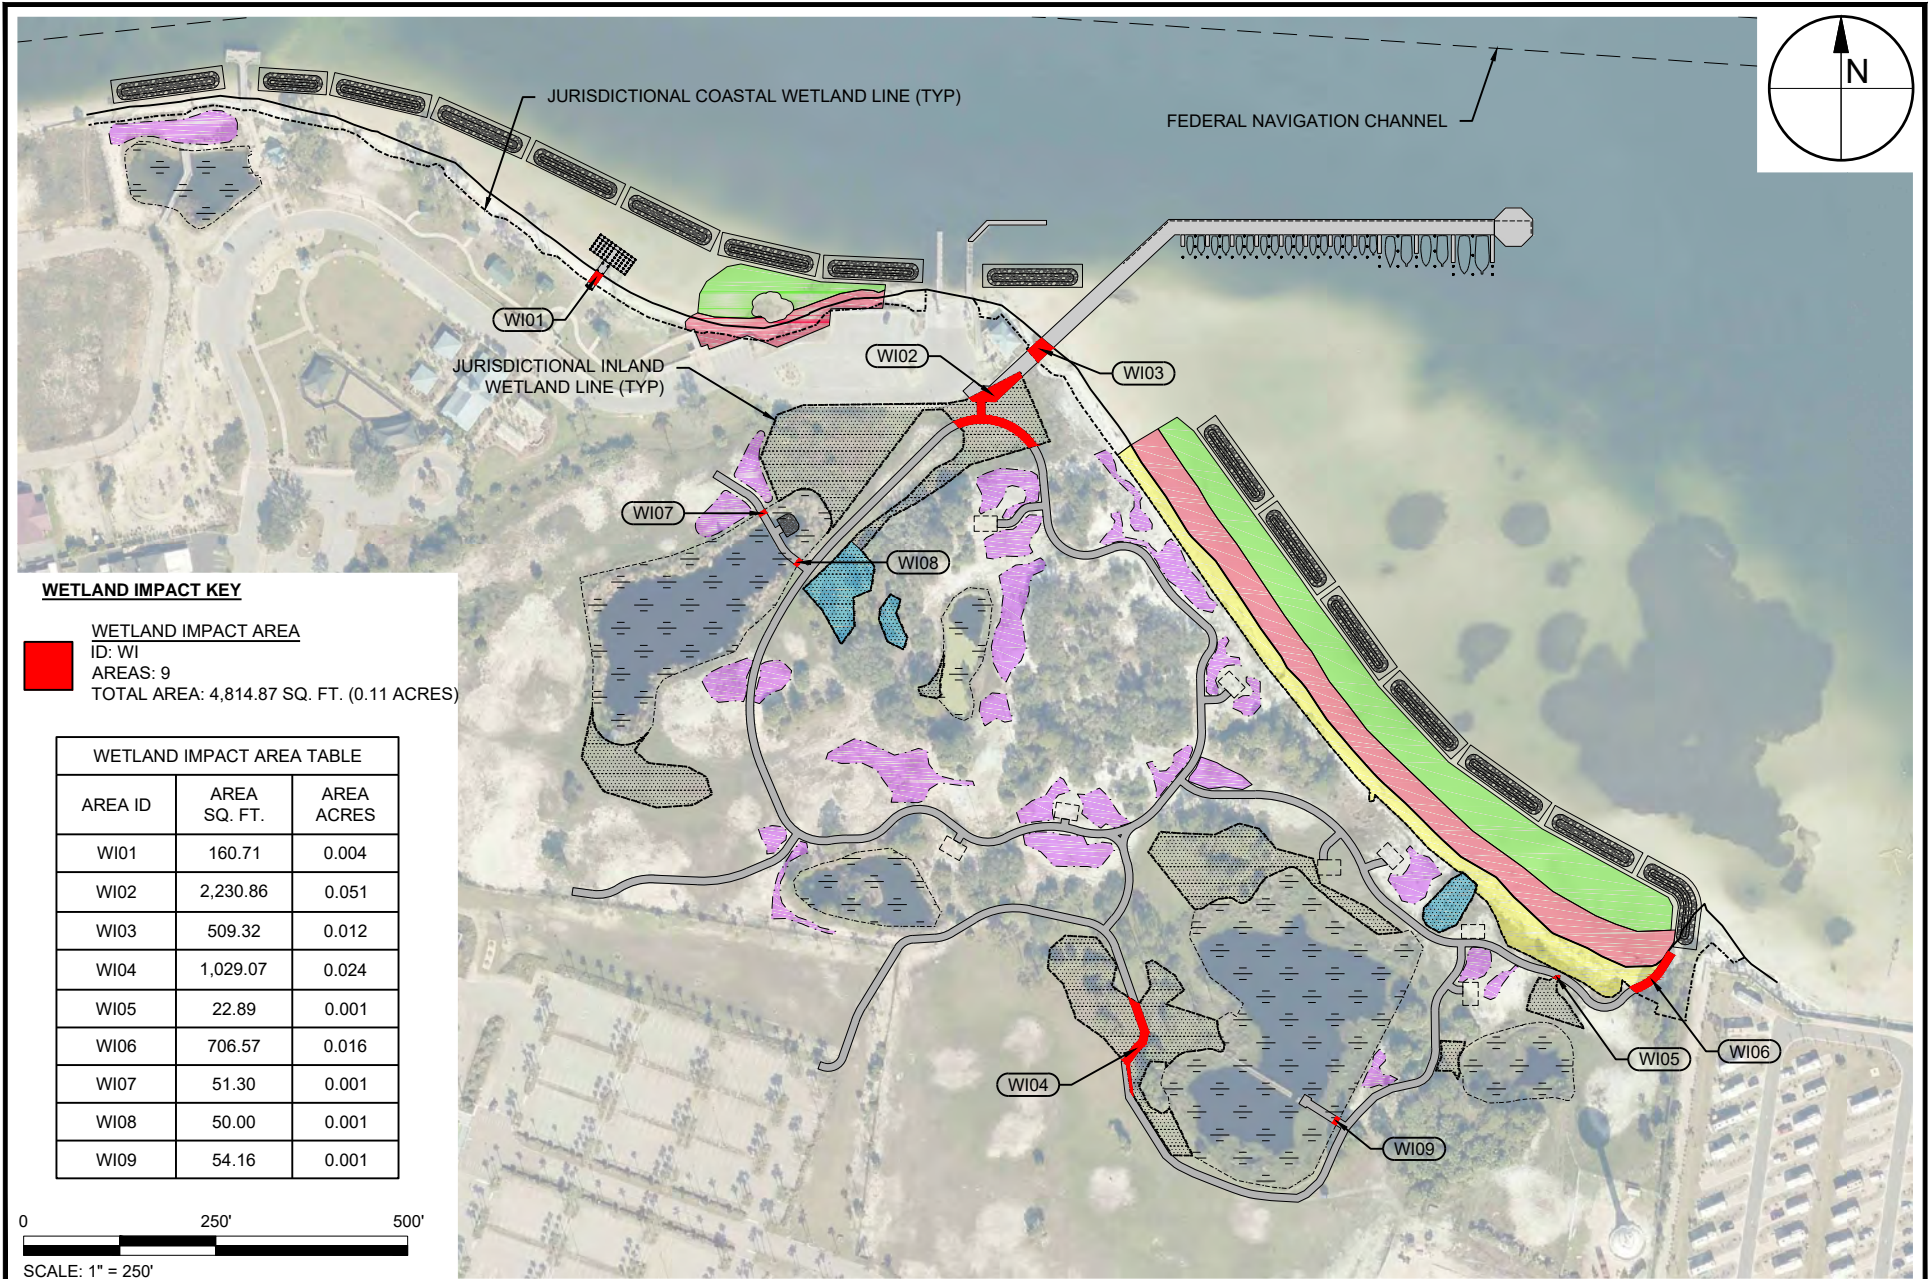 N
JURISDICTIONAL COASTAL WETLAND LINE (TYP)
FEDERAL NAVIGATION CHANNEL
WI01
JURISDICTIONAL INLAND
WETLAND LINE (TYP)
WI02
WI03
WI07
WI08
WI04
WI05
WI06
WI09
WETLAND IMPACT KEY
WETLAND IMPACT AREA
ID: WI
AREAS: 9
TOTAL AREA: 4,814.87 SQ. FT. (0.11 ACRES)
WETLAND IMPACT AREA TABLE
AREA ID AREA SQ. FT. AREA ACRES
WI01 160.71 0.004
WI02 2,230.86 0.051
WI03 509.32 0.012
WI04 1,029.07 0.024
WI05 22.89 0.001
WI06 706.57 0.016
WI07 51.30 0.001
WI08 50.00 0.001
WI09 54.16 0.001
0 250' 500'
SCALE: 1" = 250'